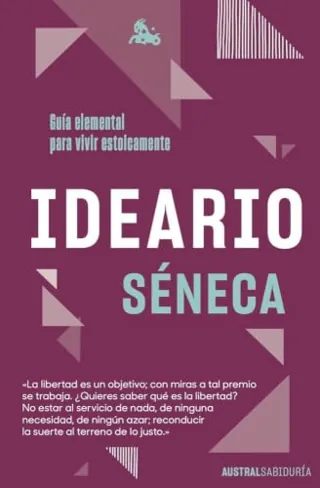 Guía elemental
para vivir estoicamente
IDEARIO
SÉNECA
«La libertad es un objetivo; con miras a tal premio
se trabaja. ¿Quieres saber qué es la libertad?
No estar al servicio de nada, de ninguna
necesidad, de ningún azar; reconducir
la suerte al terreno de lo justo.»
AUSTRALSABIDURÍA